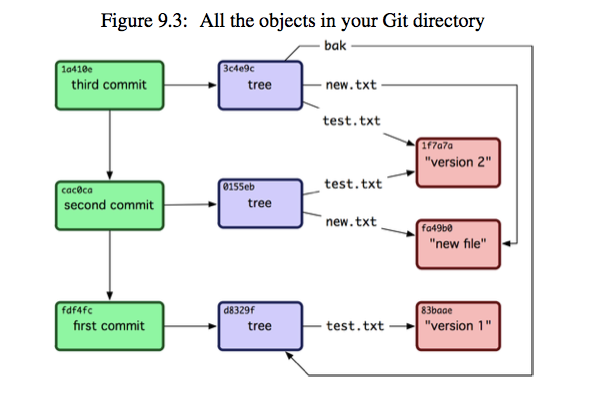 Figure 9.3: All the objects in your Git directory
bak
1a410e
third commit
3c4e9c
tree
new.txt
test.txt
1f7a7a
"version 2"
cac0ca
second commit
0155eb
tree
test.txt
new.txt
fa49b0
"new file"
fdf4fc
first commit
d8329f
tree
test.txt
83baae
"version 1"